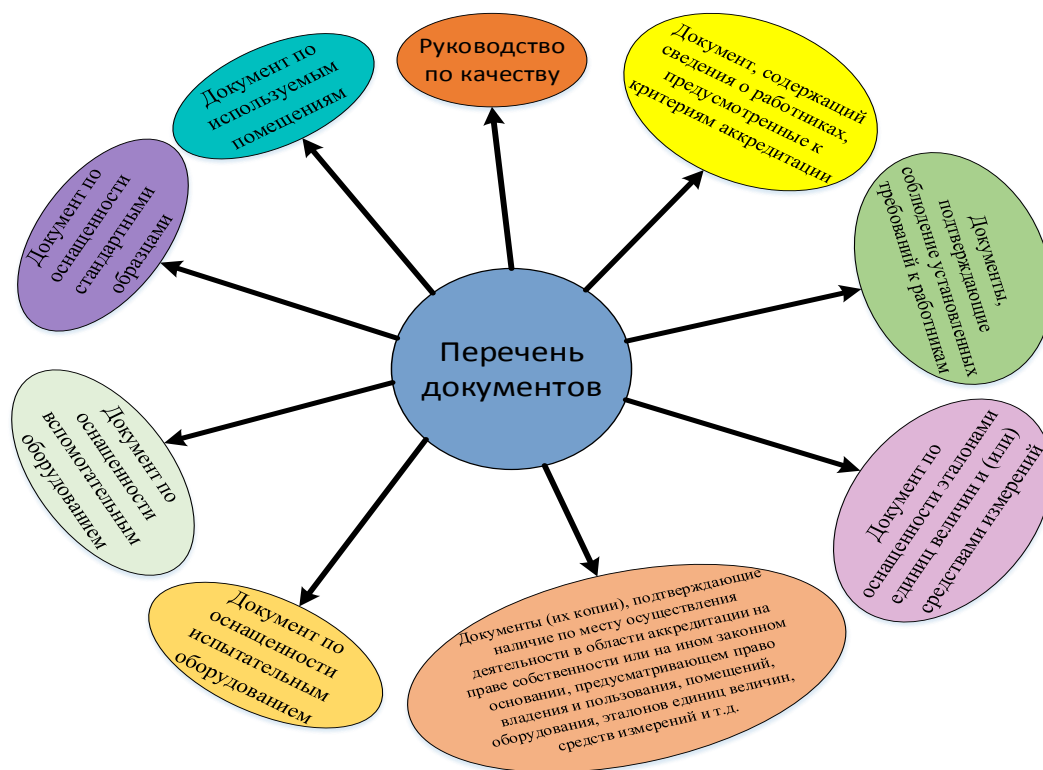 Руководство
по качеству
Документ, содержащий
сведения о работниках,
предусмотренные к
критериям аккредитации
Документы,
подтверждающие
соблюдение установленных
требований к работникам
Документ по
оснащенности эталонами
единиц величин и (или)
средствами измерений
Документы (их копии), подтверждающие
наличие по месту осуществления
деятельности в области аккредитации на
праве собственности или на ином законном
основании, предусматривающем право
владения и пользования, помещений,
оборудования, эталонов единиц величин,
средств измерений и т.д.
Документ по
оснащенности
испытательным
оборудованием
Документ по
оснащенности
вспомогательным
оборудованием
Документ по
оснащенности
стандартными
образцами
Документ по
используемым
помещениям
Перечень
документов